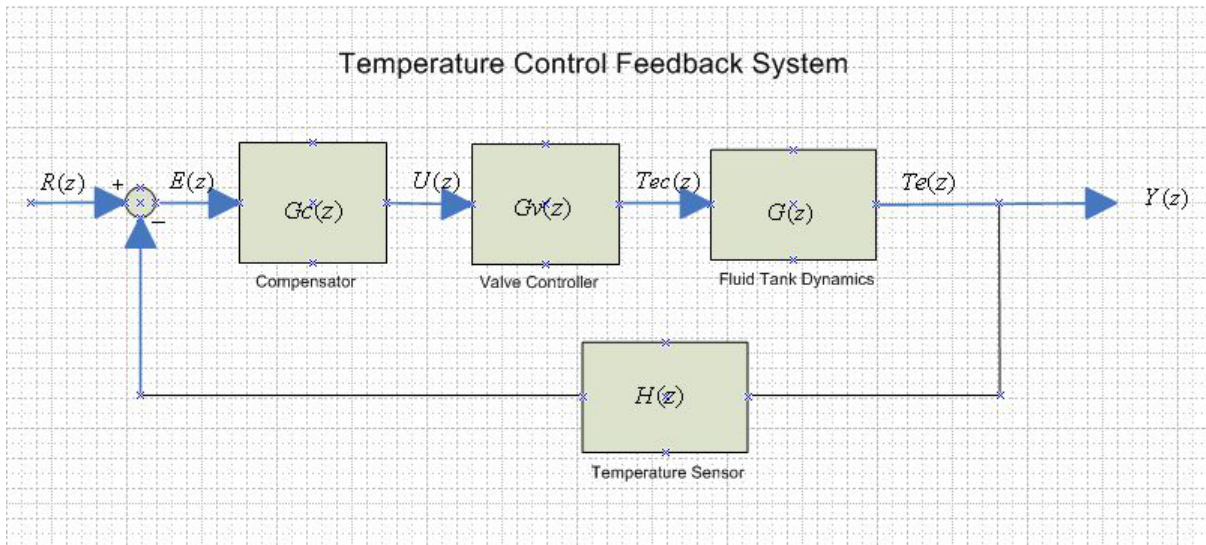 Temperature Control Feedback System
R(z)
+
−
E(z)
Gc(z)
U(z)
Gv(z)
Tec(z)
G(z)
Te(z)
Y(z)
Compensator
Valve Controller
Fluid Tank Dynamics
H(z)
Temperature Sensor